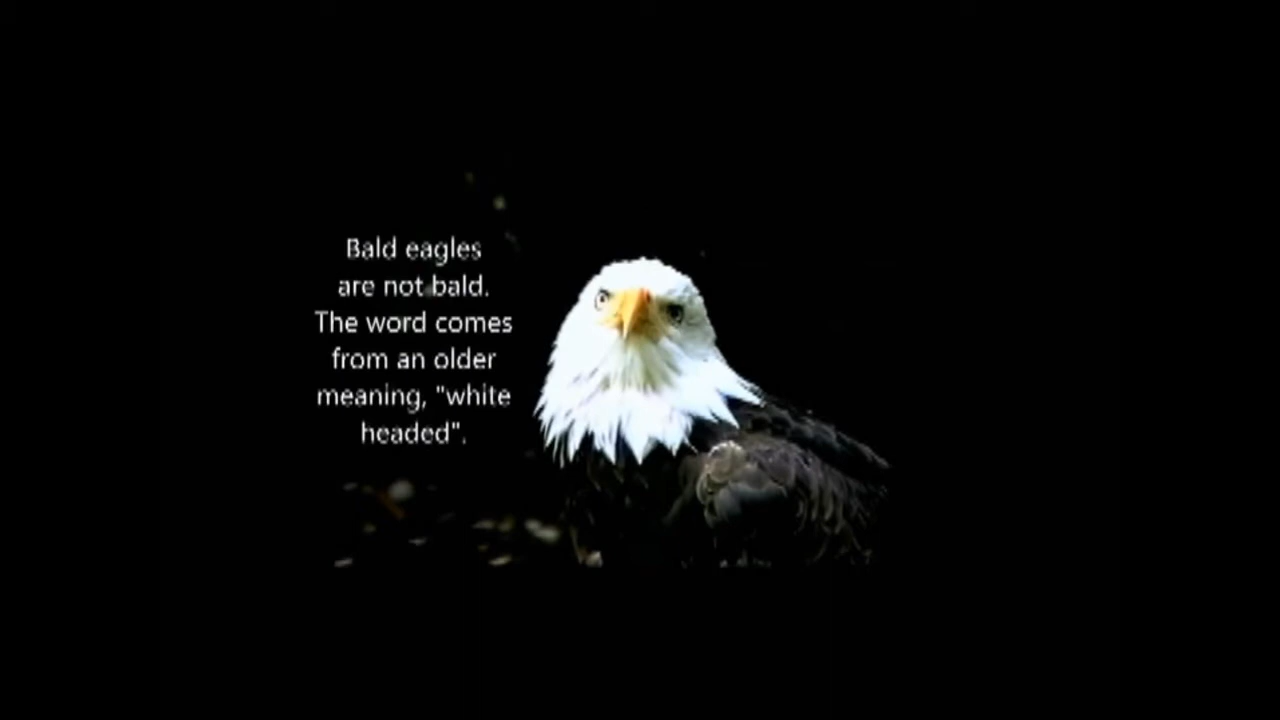 Bald eagles
are not bald.
The word comes
from an older
meaning, "white
headed".